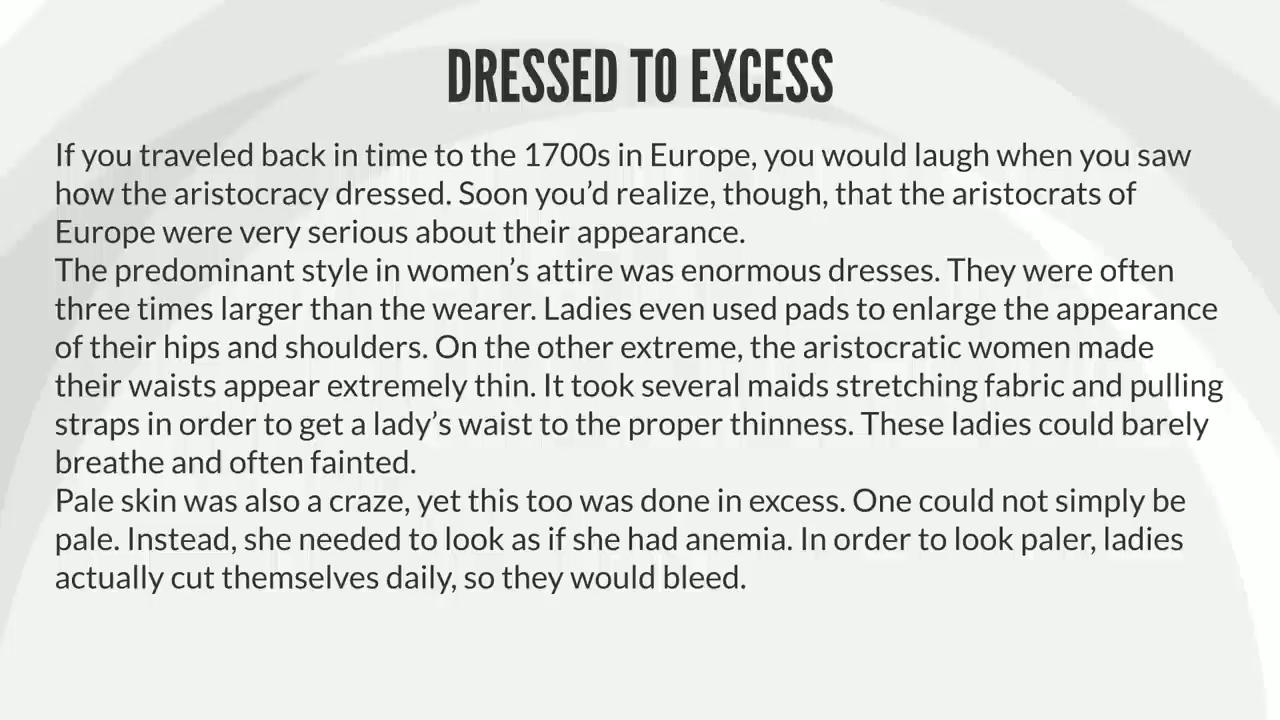 DRESSED TO EXCESS
If you traveled back in time to the 1700s in Europe, you would laugh when you saw
how the aristocracy dressed. Soon you’d realize, though, that the aristocrats of
Europe were very serious about their appearance.
The predominant style in women’s attire was enormous dresses. They were often
three times larger than the wearer. Ladies even used pads to enlarge the appearance
of their hips and shoulders. On the other extreme, the aristocratic women made
their waists appear extremely thin. It took several maids stretching fabric and pulling
straps in order to get a lady’s waist to the proper thinness. These ladies could barely
breathe and often fainted.
Pale skin was also a craze, yet this too was done in excess. One could not simply be
pale. Instead, she needed to look as if she had anemia. In order to look paler, ladies
actually cut themselves daily, so they would bleed.